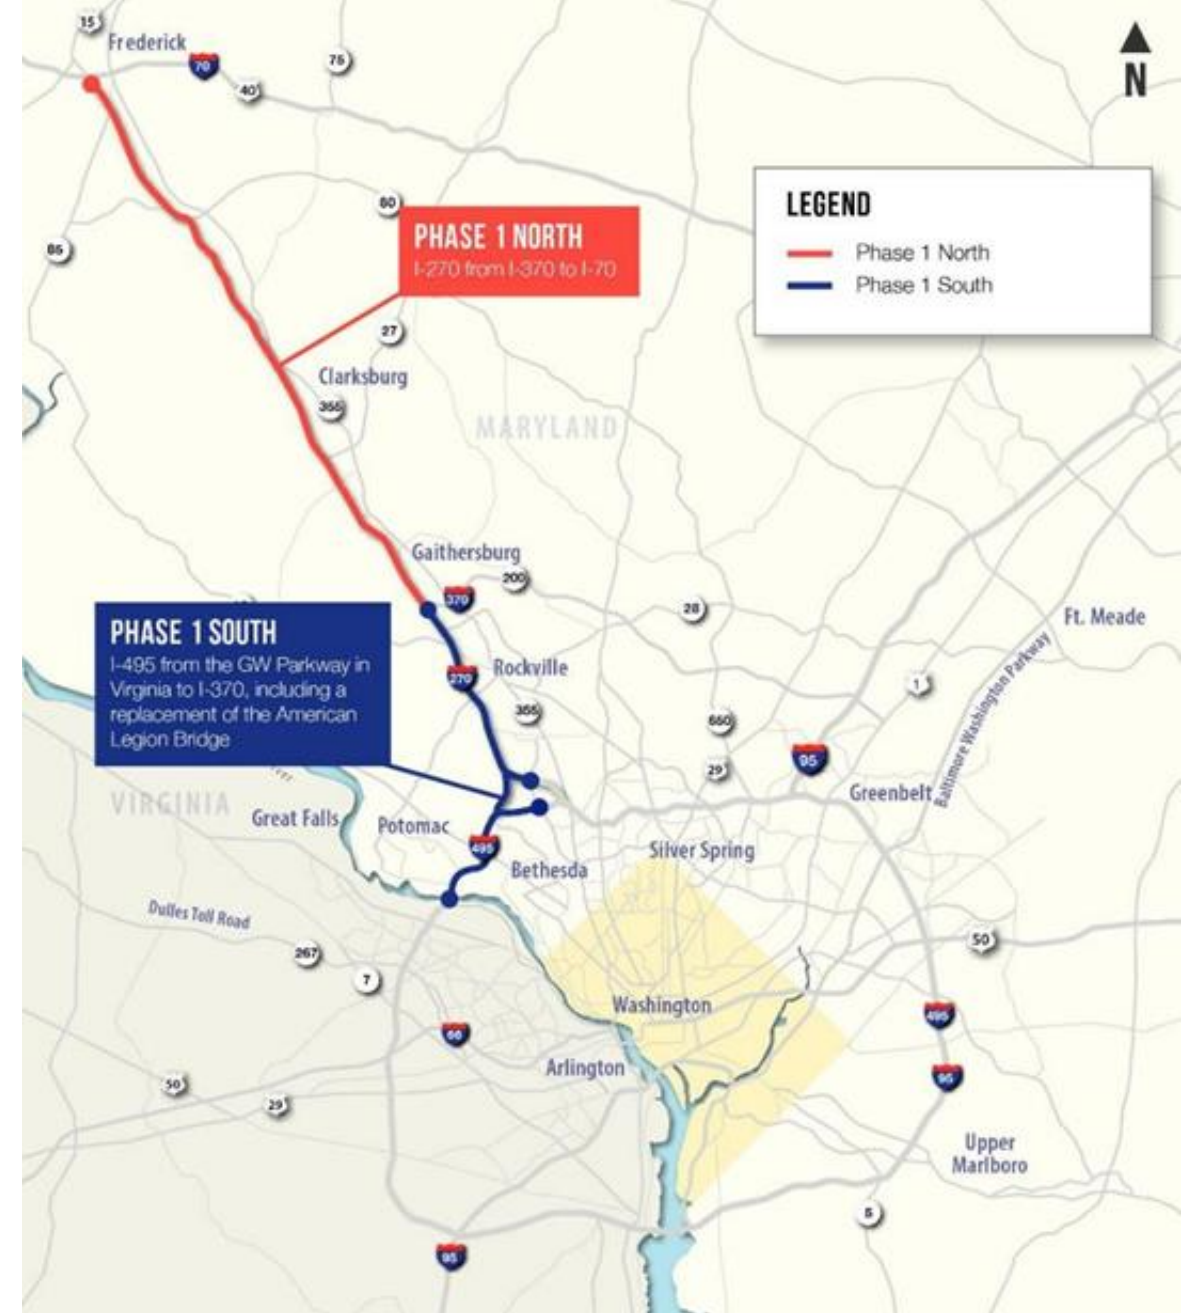 15
Frederick
70
75
40
N
80
85
PHASE 1 NORTH
I-270 from I-370 to I-70
LEGEND
Phase 1 North
Phase 1 South
27
Clarksburg
355
MARYLAND
Gaithersburg
200
370
28
Ft. Meade
PHASE 1 SOUTH
I-495 from the GW Parkway in
Virginia to I-370, including a
replacement of the American
Legion Bridge
Rockville
270
355
1
650
29
95
Baltimore Washington Parkway
Greenbelt
VIRGINIA
Great Falls
Potomac
495
Silver Spring
Bethesda
Dulles Toll Road
267
7
50
Washington
495
66
Arlington
95
50
29
Upper
Marlboro
5
95